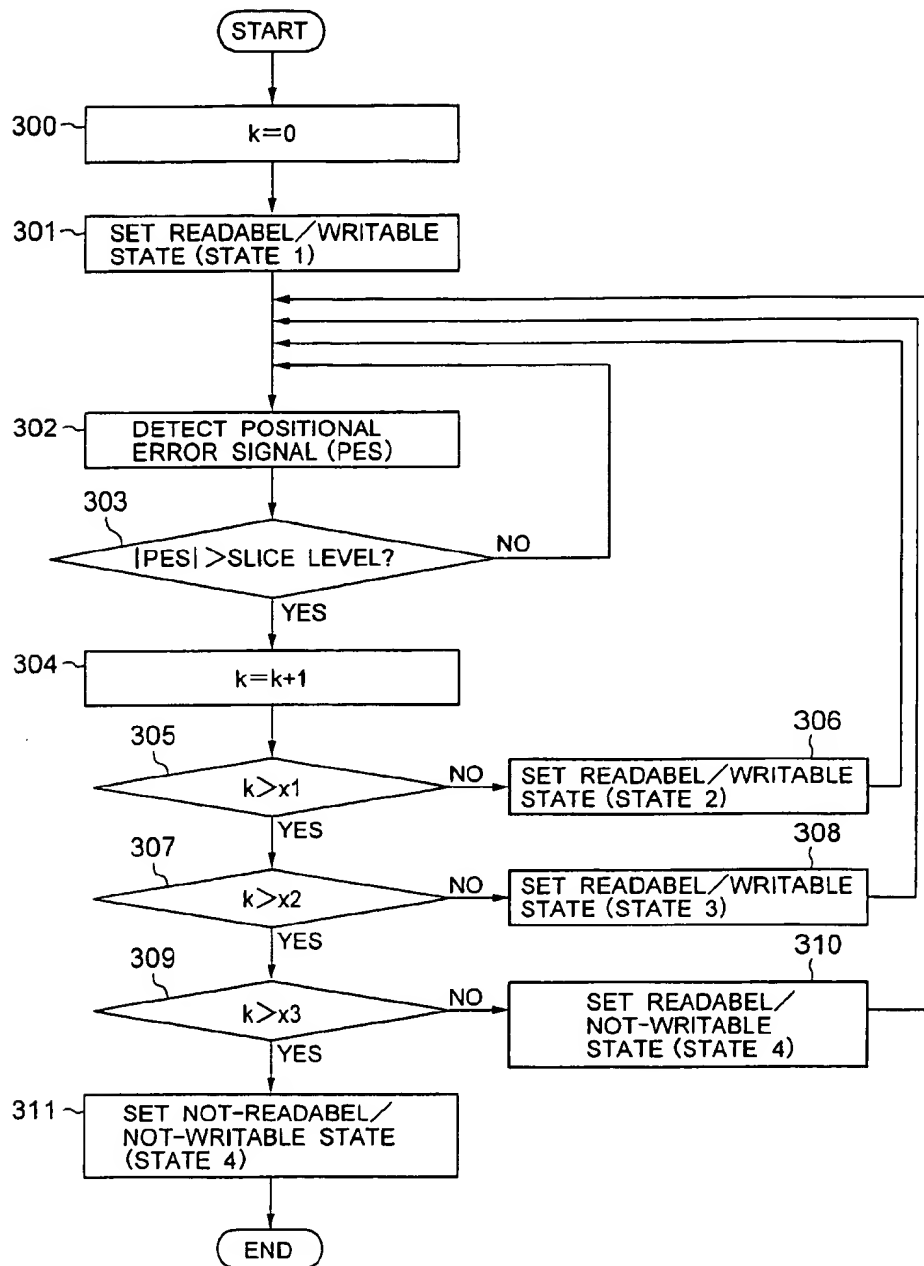 START
300
k=0
301
SET READABEL/WRITABLE
STATE (STATE 1)
302
DETECT POSITIONAL
ERROR SIGNAL (PES)
303
|PES|>SLICE LEVEL?
NO
YES
304
k=k+1
305
k>x1
NO
YES
306
SET READABEL/WRITABLE
STATE (STATE 2)
307
k>x2
NO
YES
308
SET READABEL/WRITABLE
STATE (STATE 3)
309
k>x3
NO
YES
310
SET READABEL/
NOT-WRITABLE
STATE (STATE 4)
311
SET NOT-READABEL/
NOT-WRITABLE STATE
(STATE 4)
END